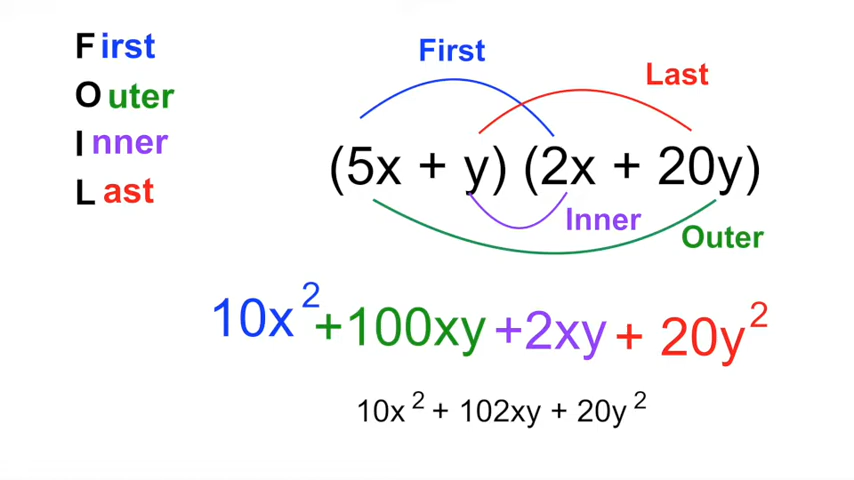 First
Outer
Inner
Last
First
Last
(5x + y) (2x + 20y)
Inner
Outer
10x² +100xy +2xy + 20y²
10x² + 102xy + 20y²